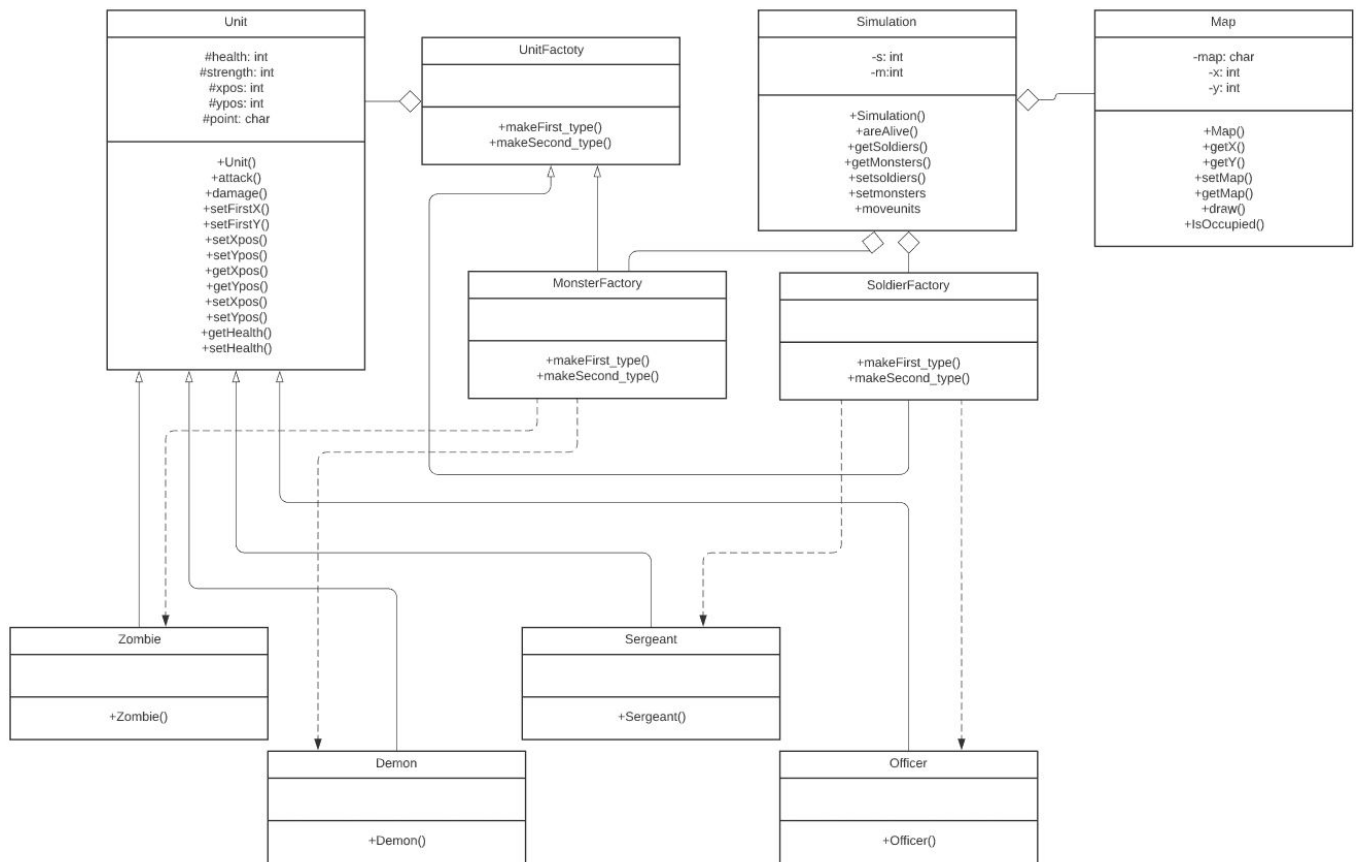 Unit
#health: int
#strength: int
#xpos: int
#ypos: int
#point: char
+Unit()
+attack()
+damage()
+setFirstX()
+setFirstY()
+setXpos()
+setYpos()
+getXpos()
+getYpos()
+setXpos()
+setYpos()
+getHealth()
+setHealth()
UnitFactoty
+makeFirst_type()
+makeSecond_type()
Simulation
-s: int
-m:int
+Simulation()
+areAlive()
+getSoldiers()
+getMonsters()
+setsoldiers()
+setmonsters
+moveunits
Map
-map: char
-x: int
-y: int
+Map()
+getX()
+getY()
+setMap()
+getMap()
+draw()
+IsOccupied()
MonsterFactory
+makeFirst_type()
+makeSecond_type()
SoldierFactory
+makeFirst_type()
+makeSecond_type()
Zombie
+Zombie()
Sergeant
+Sergeant()
Demon
+Demon()
Officer
+Officer()